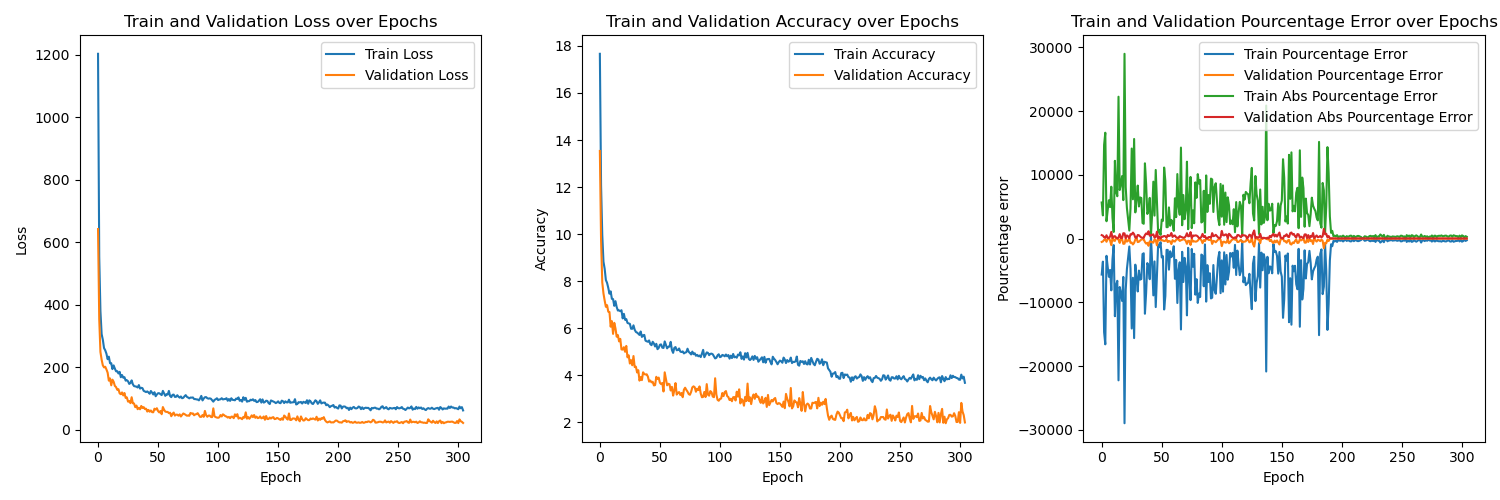 Train and Validation Loss over Epochs
Train Loss
Validation Loss
1200
1000
800
600
400
200
0
Loss
0 50 100 150 200 250 300
Epoch
Train and Validation Accuracy over Epochs
Train Accuracy
Validation Accuracy
18
16
14
12
10
8
6
4
2
Accuracy
0 50 100 150 200 250 300
Epoch
Train and Validation Pourcentage Error over Epochs
Train Pourcentage Error
Validation Pourcentage Error
Train Abs Pourcentage Error
Validation Abs Pourcentage Error
30000
20000
10000
0
−10000
−20000
−30000
Pourcentage error
0 50 100 150 200 250 300
Epoch